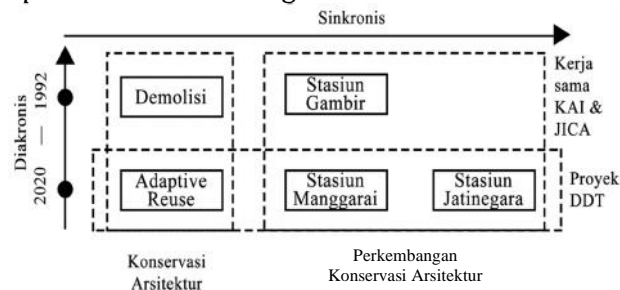 Sinkronis
Diakronis
2020 — 1992
Demolisi
Stasiun
Gambir
Kerja
sama
KAI &
JICA
Adaptive
Reuse
Stasiun
Manggarai
Stasiun
Jatinegara
Proyek
DDT
Konservasi
Arsitektur
Perkembangan
Konservasi Arsitektur